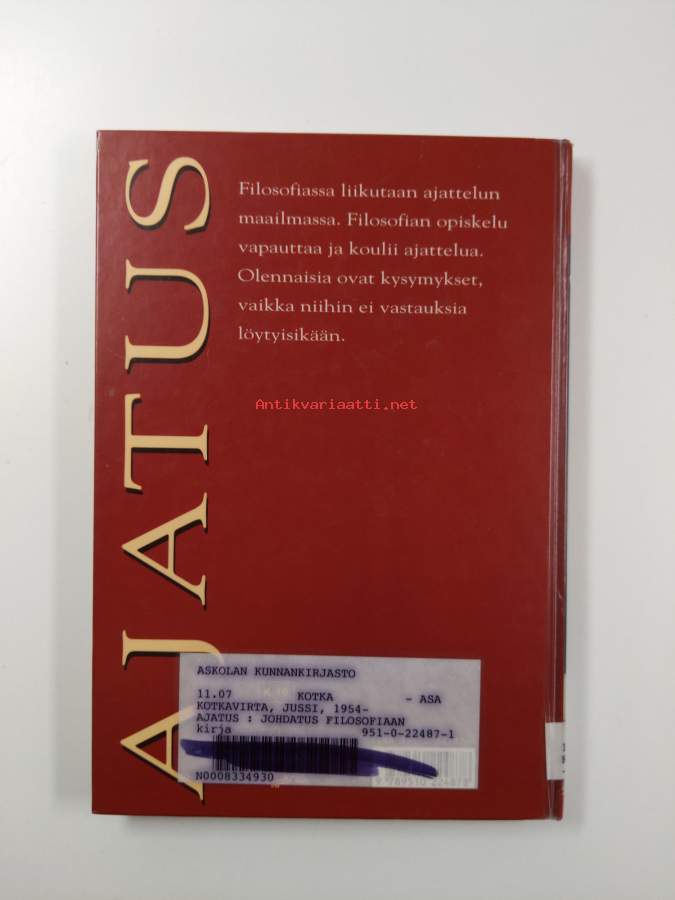 AJATUS
Filosofiassa liikutaan ajattelun
maailmassa. Filosofian opiskelu
vapauttaa ja koulii ajattelua.
Olennaisia ovat kysymykset,
vaikka niihin ei vastauksia
löytyisikään.
Antikvariaatti.net
ASKOLAN KUNNANKIRJASTO
11.07 KOTKA - ASA
KOTKAVIRTA, JUSSI, 1954-
AJATUS : JOHDATUS FILOSOFIAAN
kirja 951-0-22487-1
N0008334930